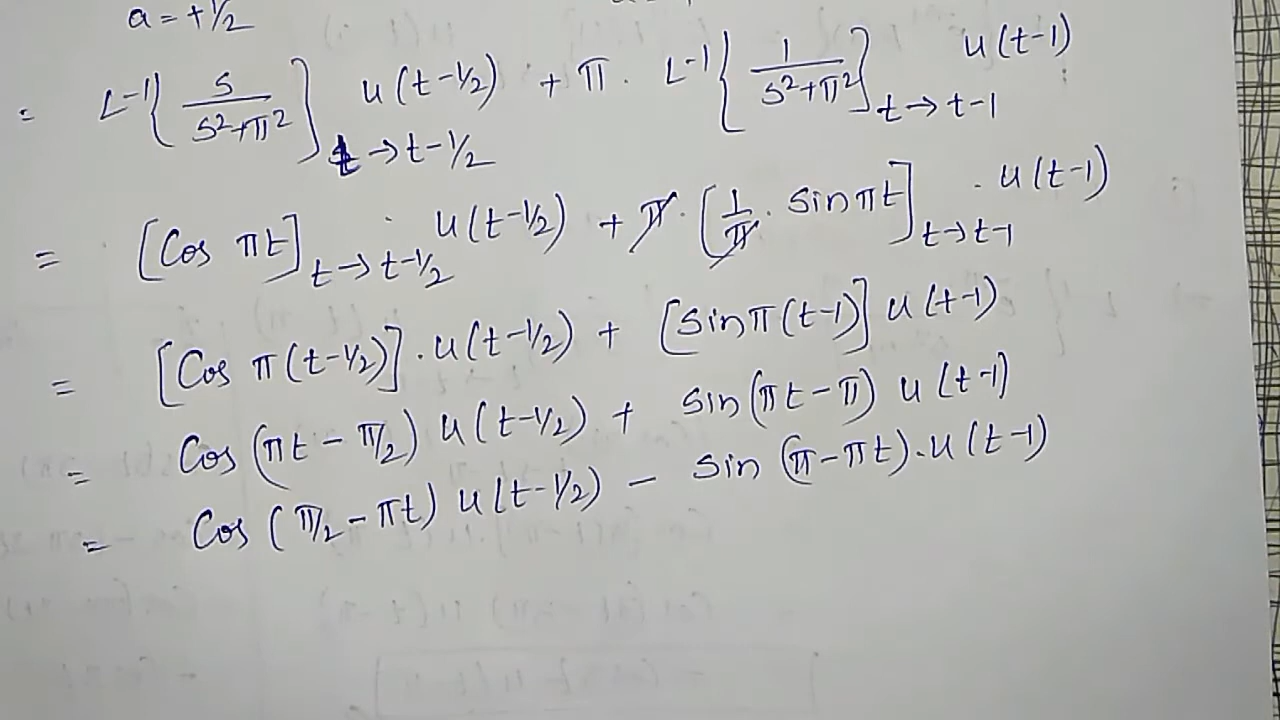 a = +1/2
= L⁻¹{ s/(s²+π²) } t→t-1/2 u(t-1/2) + π. L⁻¹{ 1/(s²+π²) } t→t-1 u(t-1)
= [Cos πt] t→t-1/2 . u(t-1/2) + π. [1/π. Sin πt] t→t-1 . u(t-1)
= [Cos π(t-1/2)]. u(t-1/2) + [Sin π(t-1)] u(t-1)
= Cos (πt - π/2) u(t-1/2) + Sin (πt-π) u(t-1)
= Cos (π/2 - πt) u(t-1/2) - Sin (π-πt). u(t-1)